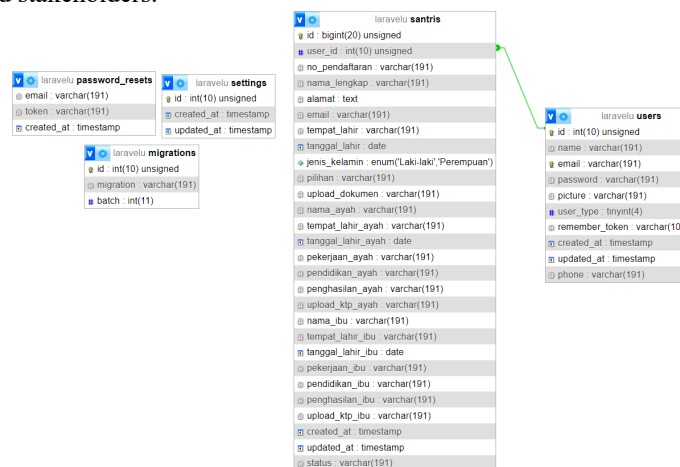 d stakeholders.
laravelu password_resets
email : varchar(191)
token : varchar(191)
created_at : timestamp
laravelu settings
id : int(10) unsigned
created_at : timestamp
updated_at : timestamp
laravelu migrations
id : int(10) unsigned
migration : varchar(191)
batch : int(11)
laravelu santris
id : bigint(20) unsigned
user_id : int(10) unsigned
no_pendaftaran : varchar(191)
nama_lengkap : varchar(191)
alamat : text
email : varchar(191)
tempat_lahir : varchar(191)
tanggal_lahir : date
jenis_kelamin : enum('Laki-laki','Perempuan')
pilihan : varchar(191)
upload_dokumen : varchar(191)
nama_ayah : varchar(191)
tempat_lahir_ayah : varchar(191)
tanggal_lahir_ayah : date
pekerjaan_ayah : varchar(191)
pendidikan_ayah : varchar(191)
penghasilan_ayah : varchar(191)
upload_ktp_ayah : varchar(191)
nama_ibu : varchar(191)
tempat_lahir_ibu : varchar(191)
tanggal_lahir_ibu : date
pekerjaan_ibu : varchar(191)
pendidikan_ibu : varchar(191)
penghasilan_ibu : varchar(191)
upload_ktp_ibu : varchar(191)
created_at : timestamp
updated_at : timestamp
status : varchar(191)
laravelu users
id : int(10) unsigned
name : varchar(191)
email : varchar(191)
password : varchar(191)
picture : varchar(191)
user_type : tinyint(4)
remember_token : varchar(10
created_at : timestamp
updated_at : timestamp
phone : varchar(191)